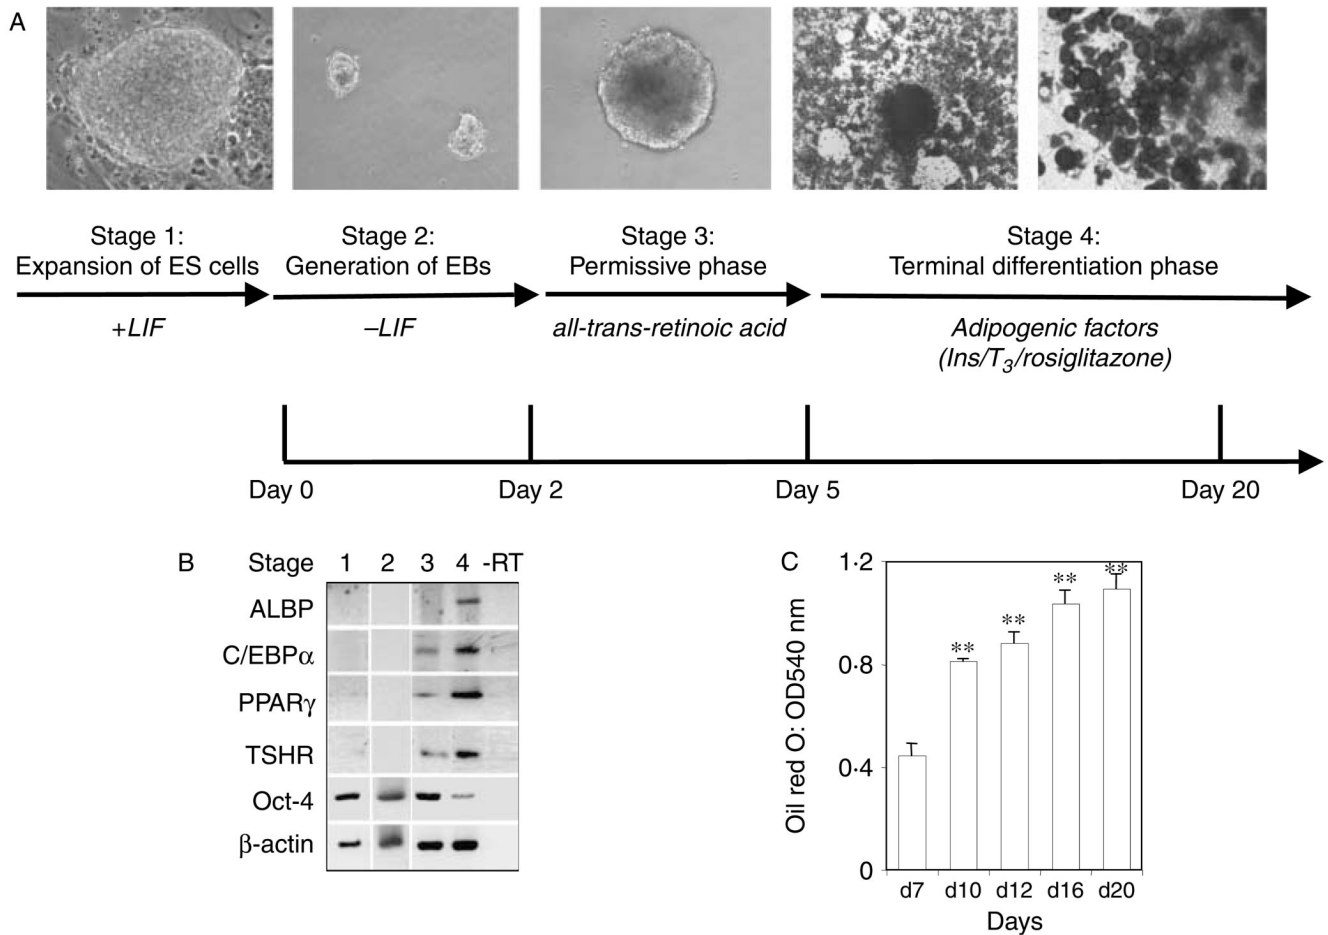 A
Stage 1:
Expansion of ES cells
+LIF
Stage 2:
Generation of EBs
–LIF
Stage 3:
Permissive phase
all-trans-retinoic acid
Stage 4:
Terminal differentiation phase
Adipogenic factors
(Ins/T3/rosiglitazone)
Day 0
Day 2
Day 5
Day 20
B
Stage 1 2 3 4 -RT
ALBP
C/EBPα
PPARγ
TSHR
Oct-4
β-actin
C
Oil red O: OD540 nm
1·2
0·8
0·4
0
**
**
**
**
d7 d10 d12 d16 d20
Days